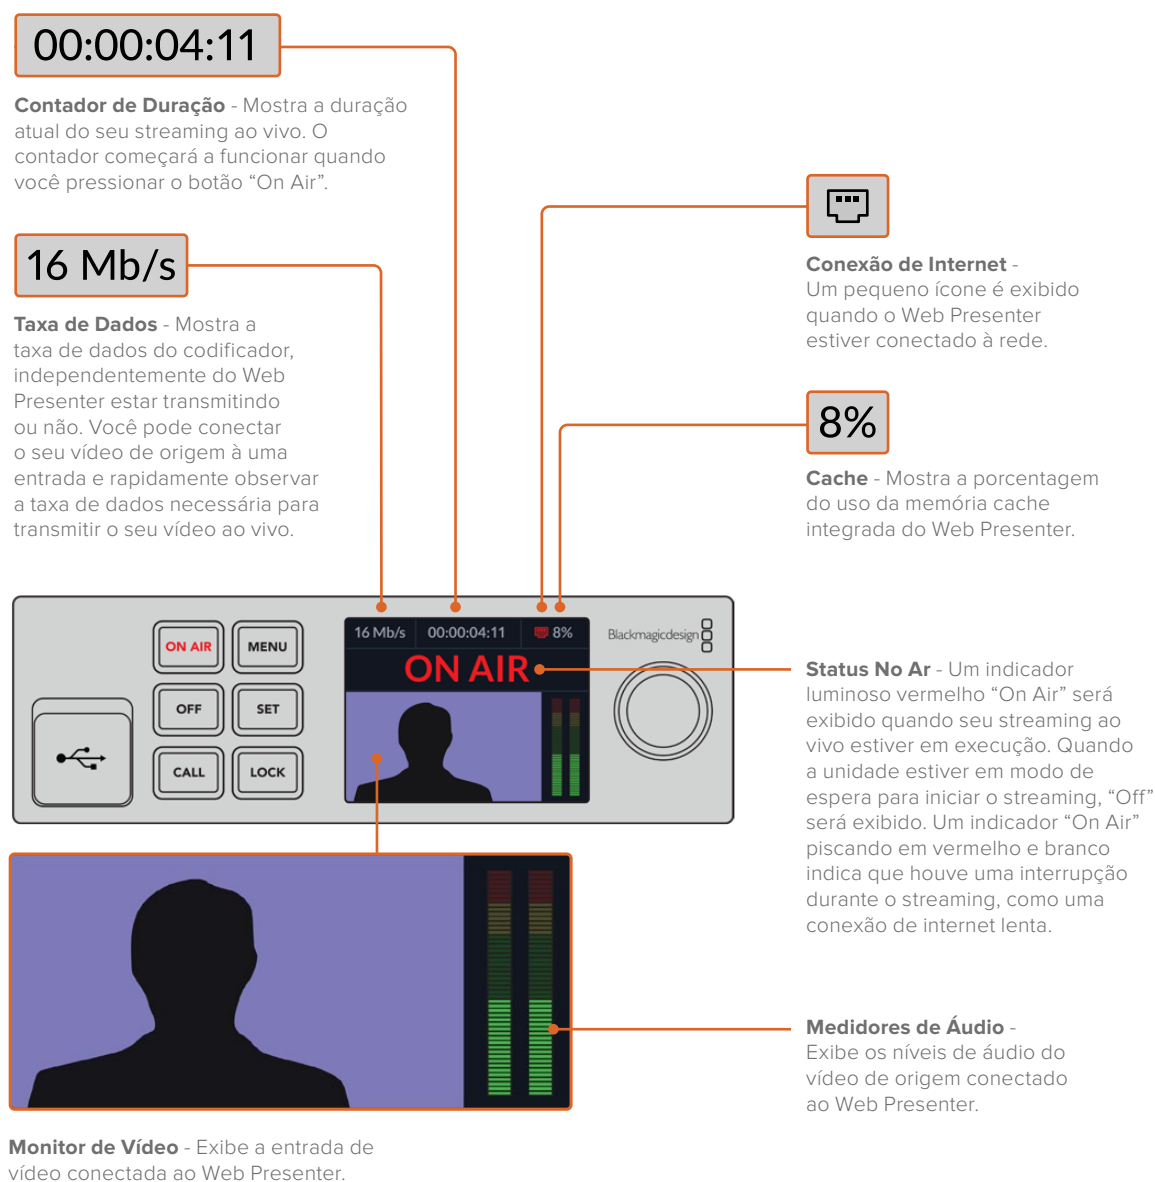 00:00:04:11
Contador de Duração - Mostra a duração
atual do seu streaming ao vivo. O
contador começará a funcionar quando
você pressionar o botão “On Air”.
16 Mb/s
Taxa de Dados - Mostra a
taxa de dados do codificador,
independentemente do Web
Presenter estar transmitindo
ou não. Você pode conectar
o seu vídeo de origem à uma
entrada e rapidamente observar
a taxa de dados necessária para
transmitir o seu vídeo ao vivo.
Conexão de Internet -
Um pequeno ícone é exibido
quando o Web Presenter
estiver conectado à rede.
8%
Cache - Mostra a porcentagem
do uso da memória cache
integrada do Web Presenter.
ON AIR
MENU
OFF
SET
CALL
LOCK
16 Mb/s
00:00:04:11
8%
ON AIR
Blackmagicdesign
Status No Ar - Um indicador
luminoso vermelho “On Air” será
exibido quando seu streaming ao
vivo estiver em execução. Quando
a unidade estiver em modo de
espera para iniciar o streaming, “Off”
será exibido. Um indicador “On Air”
piscando em vermelho e branco
indica que houve uma interrupção
durante o streaming, como uma
conexão de internet lenta.
Medidores de Áudio -
Exibe os níveis de áudio do
vídeo de origem conectado
ao Web Presenter.
Monitor de Vídeo - Exibe a entrada de
vídeo conectada ao Web Presenter.